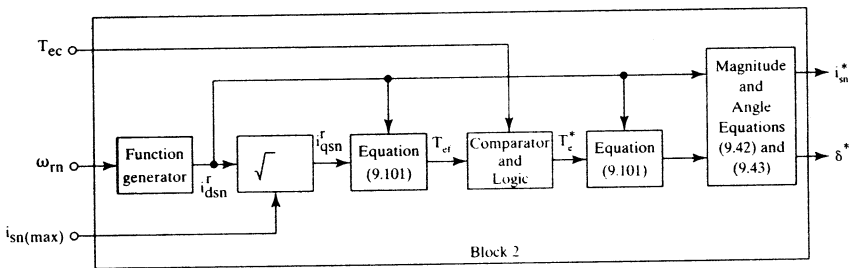 T_ec
ω_rn
i_sn(max)
Function
generator
i^r_dsn
√
i^r_qsn
Equation
(9.101)
T_ef
Comparator
and
Logic
T_e^*
Equation
(9.101)
Magnitude
and
Angle
Equations
(9.42) and
(9.43)
i_sn^*
δ^*
Block 2